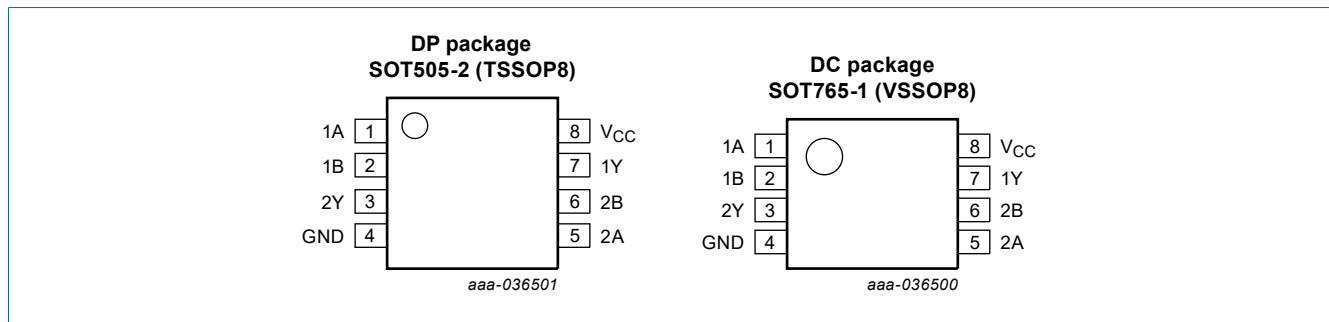 DP package
SOT505-2 (TSSOP8)
1A 1 8 VCC
1B 2 7 1Y
2Y 3 6 2B
GND 4 5 2A
aaa-036501
DC package
SOT765-1 (VSSOP8)
1A 1 8 VCC
1B 2 7 1Y
2Y 3 6 2B
GND 4 5 2A
aaa-036500